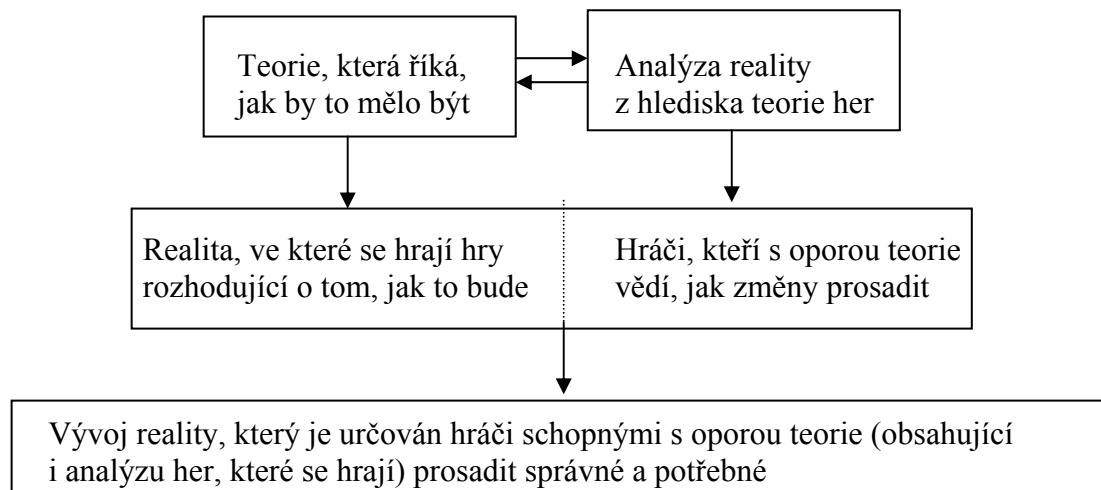 Teorie, která říká,
jak by to mělo být
Analýza reality
z hlediska teorie her
Realita, ve které se hrají hry
rozhodující o tom, jak to bude
Hráči, kteří s oporou teorie
vědí, jak změny prosadit
Vývoj reality, který je určován hráči schopnými s oporou teorie (obsahující
i analýzu her, které se hrají) prosadit správné a potřebné